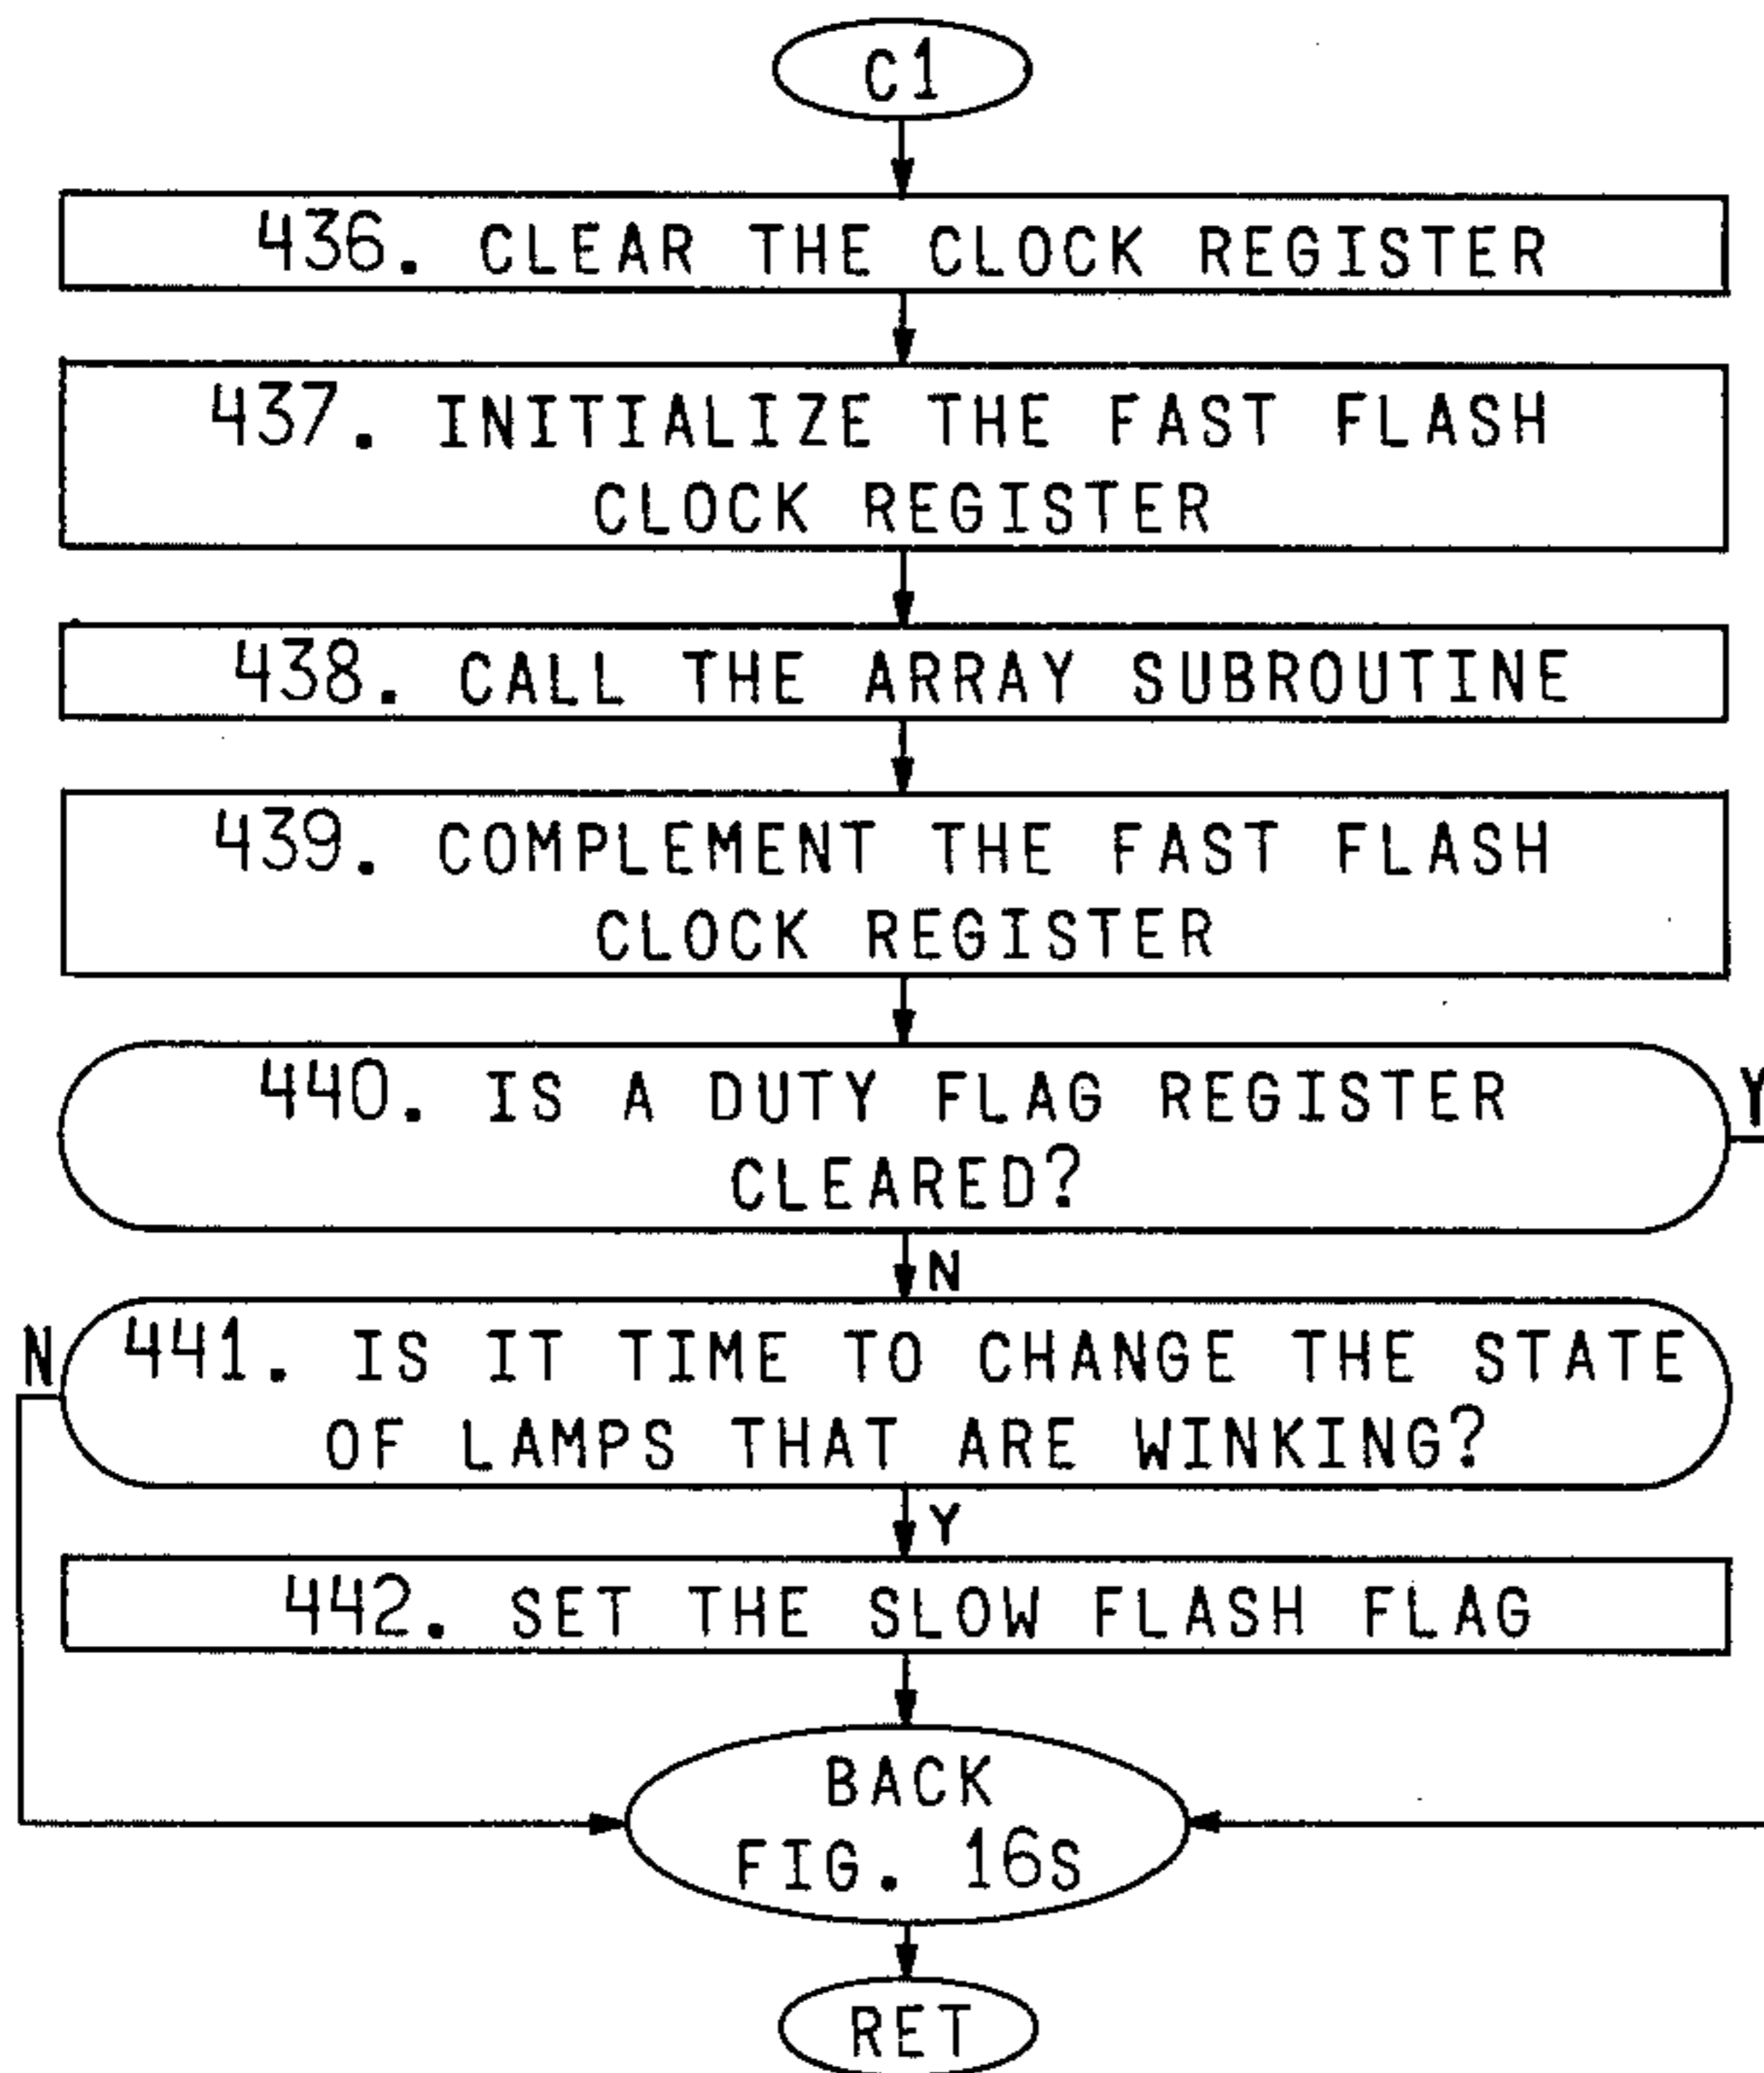 C1
436. CLEAR THE CLOCK REGISTER
437. INITIALIZE THE FAST FLASH
CLOCK REGISTER
438. CALL THE ARRAY SUBROUTINE
439. COMPLEMENT THE FAST FLASH
CLOCK REGISTER
440. IS A DUTY FLAG REGISTER
CLEARED?
Y
N
N
441. IS IT TIME TO CHANGE THE STATE
OF LAMPS THAT ARE WINKING?
Y
442. SET THE SLOW FLASH FLAG
BACK
FIG. 16S
RET